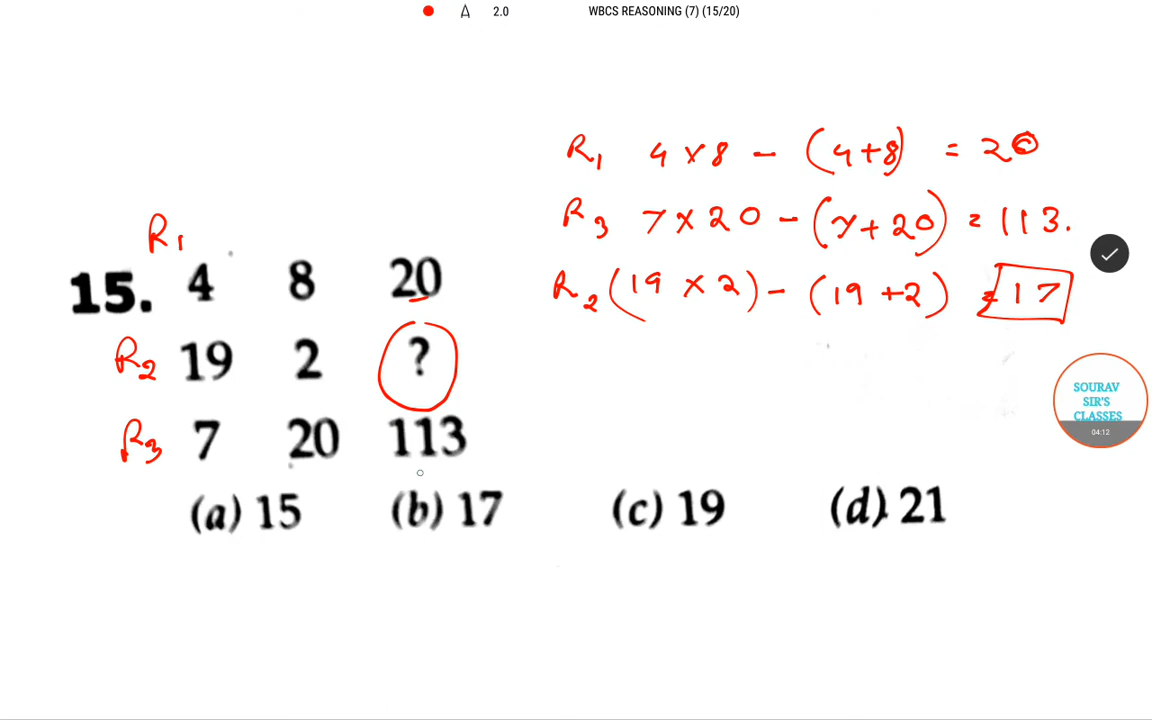 A 2.0 WBCS REASONING (7) (15/20)
R1 4 × 8 - (4+8) = 20
R3 7 × 20 - (7+20) = 113.
R2 (19 × 2) - (19+2) = 17
R1
15. 4 8 20
R2 19 2 ?
R3 7 20 113
(a) 15 (b) 17 (c) 19 (d) 21
SOURAV
SIR'S
CLASSES
04:12